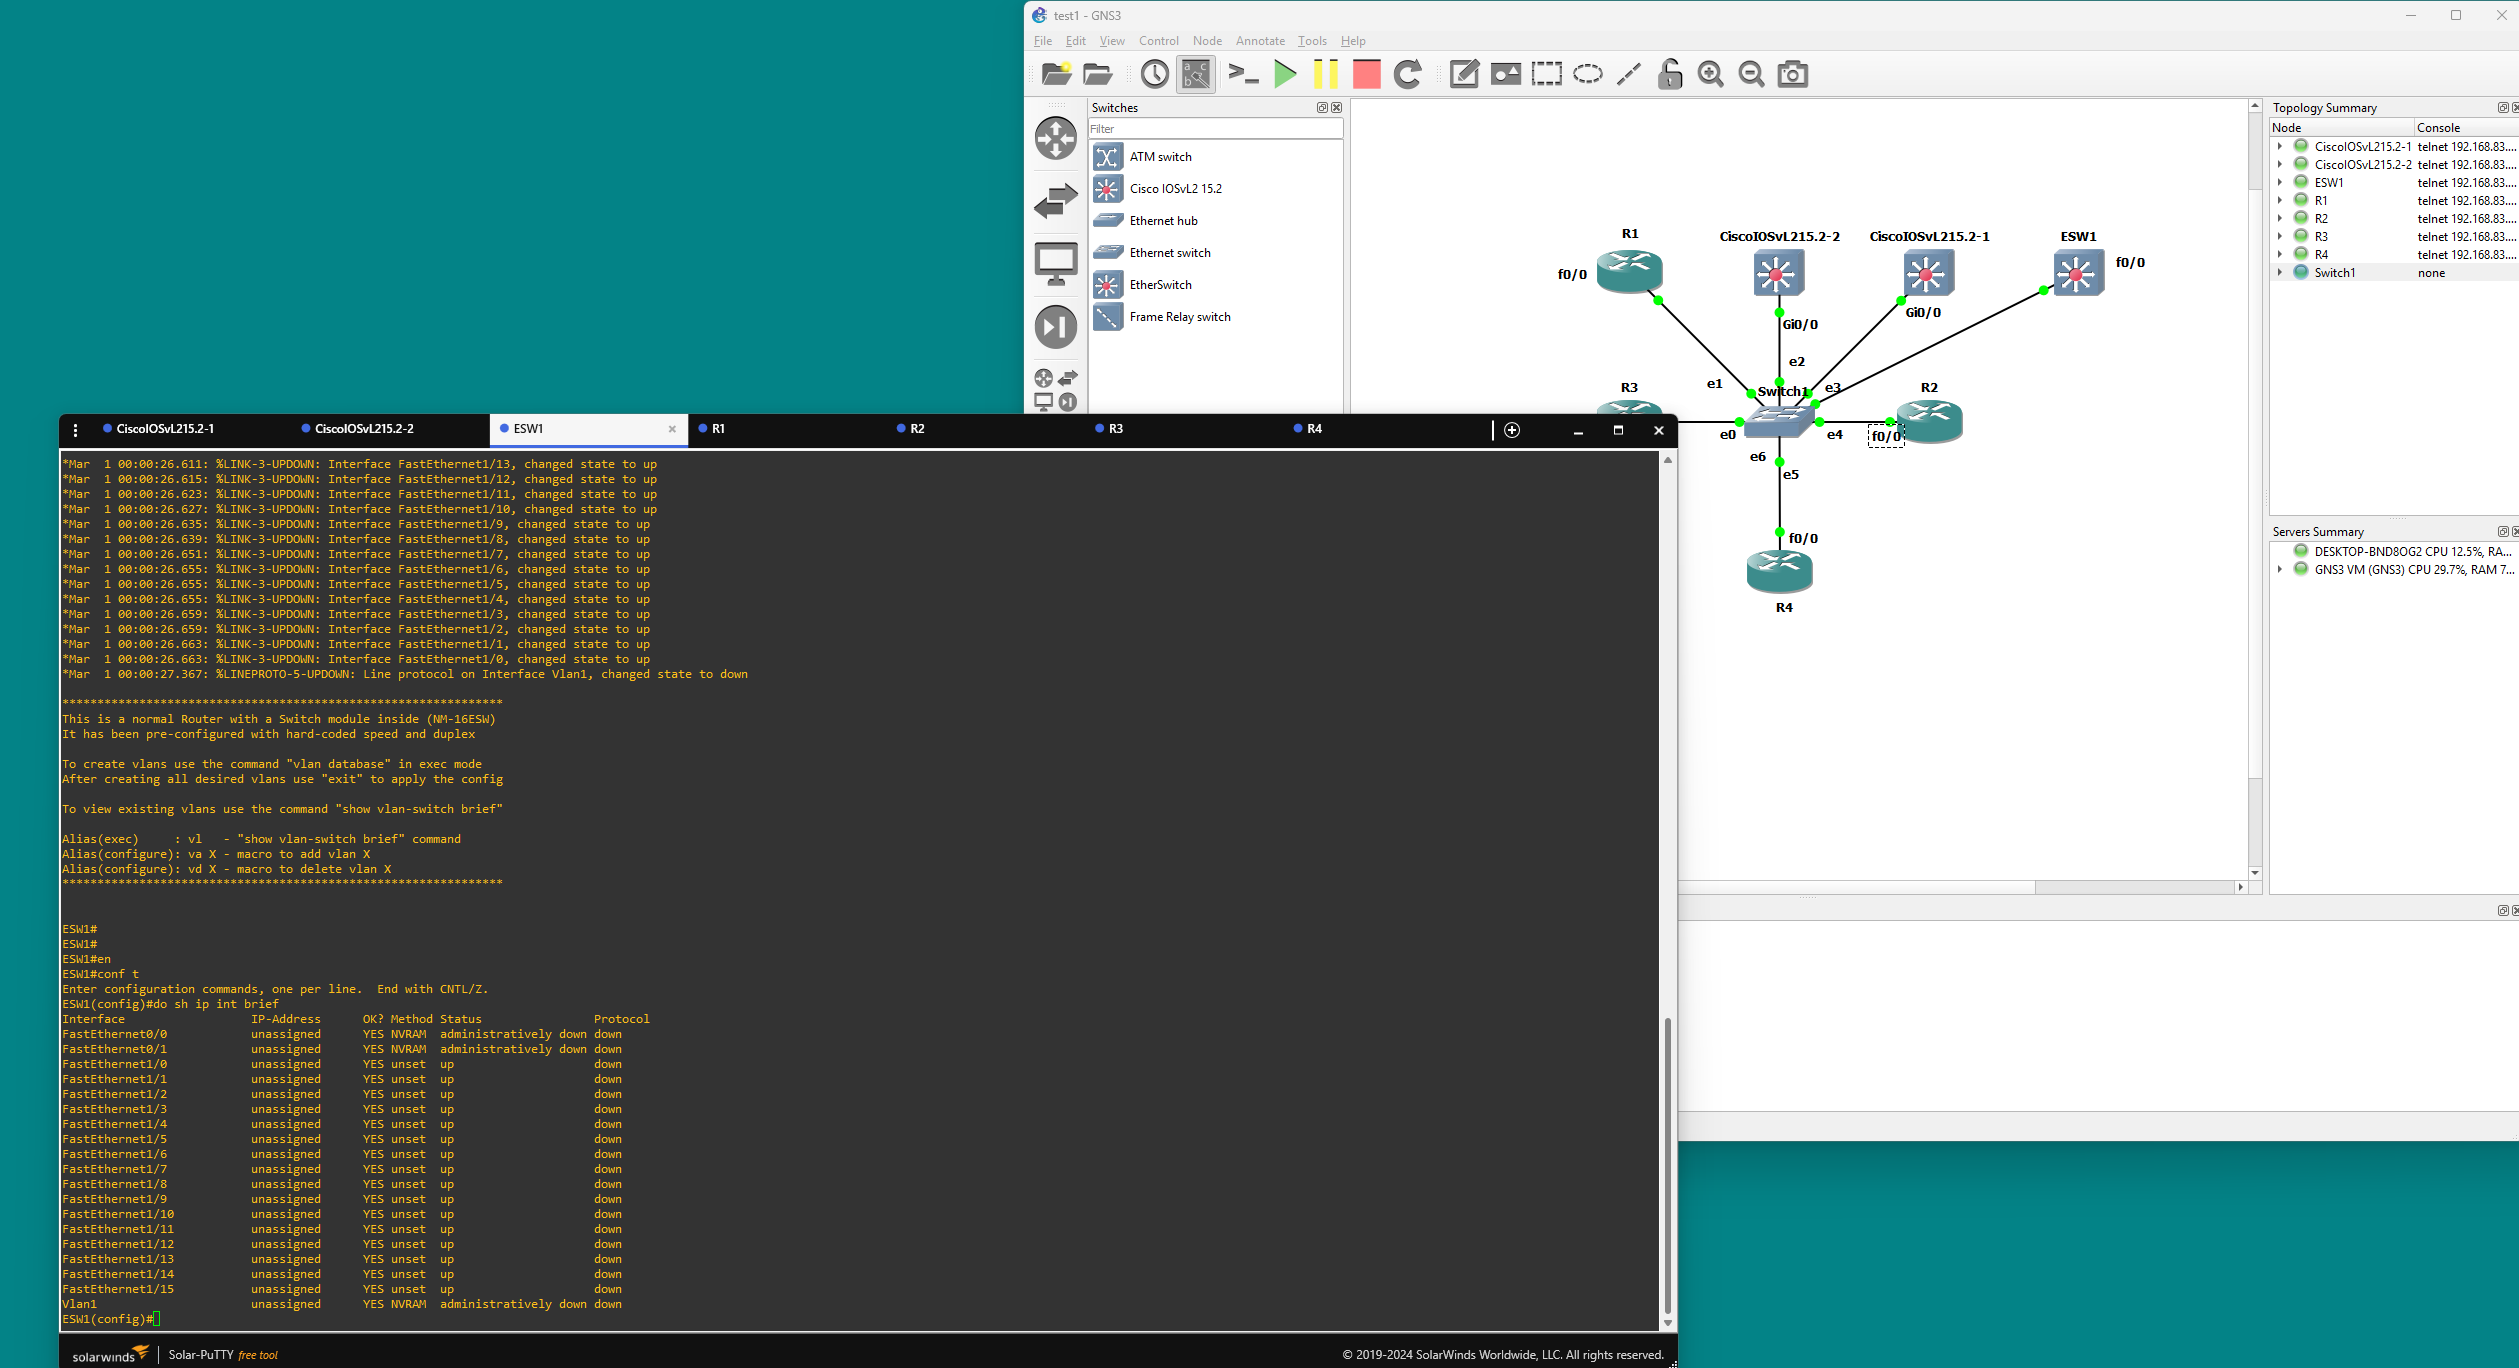 test1 - GNS3
File Edit View Control Node Annotate Tools Help
Switches
Filter
ATM switch
Cisco IOSvL2 15.2
Ethernet hub
Ethernet switch
EtherSwitch
Frame Relay switch
R1
f0/0
CiscoIOSvL215.2-2
Gi0/0
CiscoIOSvL215.2-1
Gi0/0
ESW1
f0/0
R3
e1
e2
e3
Switch1
R2
e0
e4
f0/0
e6
e5
f0/0
R4
Topology Summary
Node Console
CiscoIOSvL215.2-1 telnet 192.168.83....
CiscoIOSvL215.2-2 telnet 192.168.83....
ESW1 telnet 192.168.83....
R1 telnet 192.168.83....
R2 telnet 192.168.83....
R3 telnet 192.168.83....
R4 telnet 192.168.83....
Switch1 none
Servers Summary
DESKTOP-BND8OG2 CPU 12.5%, RA...
GNS3 VM (GNS3) CPU 29.7%, RAM 7...
CiscoIOSvL215.2-1 CiscoIOSvL215.2-2 ESW1 R1 R2 R3 R4
*Mar  1 00:00:26.611: %LINK-3-UPDOWN: Interface FastEthernet1/13, changed state to up
*Mar  1 00:00:26.615: %LINK-3-UPDOWN: Interface FastEthernet1/12, changed state to up
*Mar  1 00:00:26.623: %LINK-3-UPDOWN: Interface FastEthernet1/11, changed state to up
*Mar  1 00:00:26.627: %LINK-3-UPDOWN: Interface FastEthernet1/10, changed state to up
*Mar  1 00:00:26.635: %LINK-3-UPDOWN: Interface FastEthernet1/9, changed state to up
*Mar  1 00:00:26.639: %LINK-3-UPDOWN: Interface FastEthernet1/8, changed state to up
*Mar  1 00:00:26.651: %LINK-3-UPDOWN: Interface FastEthernet1/7, changed state to up
*Mar  1 00:00:26.655: %LINK-3-UPDOWN: Interface FastEthernet1/6, changed state to up
*Mar  1 00:00:26.655: %LINK-3-UPDOWN: Interface FastEthernet1/5, changed state to up
*Mar  1 00:00:26.655: %LINK-3-UPDOWN: Interface FastEthernet1/4, changed state to up
*Mar  1 00:00:26.659: %LINK-3-UPDOWN: Interface FastEthernet1/3, changed state to up
*Mar  1 00:00:26.659: %LINK-3-UPDOWN: Interface FastEthernet1/2, changed state to up
*Mar  1 00:00:26.663: %LINK-3-UPDOWN: Interface FastEthernet1/1, changed state to up
*Mar  1 00:00:26.663: %LINK-3-UPDOWN: Interface FastEthernet1/0, changed state to up
*Mar  1 00:00:27.367: %LINEPROTO-5-UPDOWN: Line protocol on Interface Vlan1, changed state to down
***************************************************************
This is a normal Router with a Switch module inside (NM-16ESW)
It has been pre-configured with hard-coded speed and duplex
To create vlans use the command "vlan database" in exec mode
After creating all desired vlans use "exit" to apply the config
To view existing vlans use the command "show vlan-switch brief"
Alias(exec)     : vl   - "show vlan-switch brief" command
Alias(configure): va X - macro to add vlan X
Alias(configure): vd X - macro to delete vlan X
***************************************************************
ESW1#
ESW1#
ESW1#en
ESW1#conf t
Enter configuration commands, one per line.  End with CNTL/Z.
ESW1(config)#do sh ip int brief
Interface IP-Address OK? Method Status Protocol
FastEthernet0/0 unassigned YES NVRAM administratively down down
FastEthernet0/1 unassigned YES NVRAM administratively down down
FastEthernet1/0 unassigned YES unset up down
FastEthernet1/1 unassigned YES unset up down
FastEthernet1/2 unassigned YES unset up down
FastEthernet1/3 unassigned YES unset up down
FastEthernet1/4 unassigned YES unset up down
FastEthernet1/5 unassigned YES unset up down
FastEthernet1/6 unassigned YES unset up down
FastEthernet1/7 unassigned YES unset up down
FastEthernet1/8 unassigned YES unset up down
FastEthernet1/9 unassigned YES unset up down
FastEthernet1/10 unassigned YES unset up down
FastEthernet1/11 unassigned YES unset up down
FastEthernet1/12 unassigned YES unset up down
FastEthernet1/13 unassigned YES unset up down
FastEthernet1/14 unassigned YES unset up down
FastEthernet1/15 unassigned YES unset up down
Vlan1 unassigned YES NVRAM administratively down down
ESW1(config)#
solarwinds Solar-PuTTY free tool
© 2019-2024 SolarWinds Worldwide, LLC. All rights reserved.